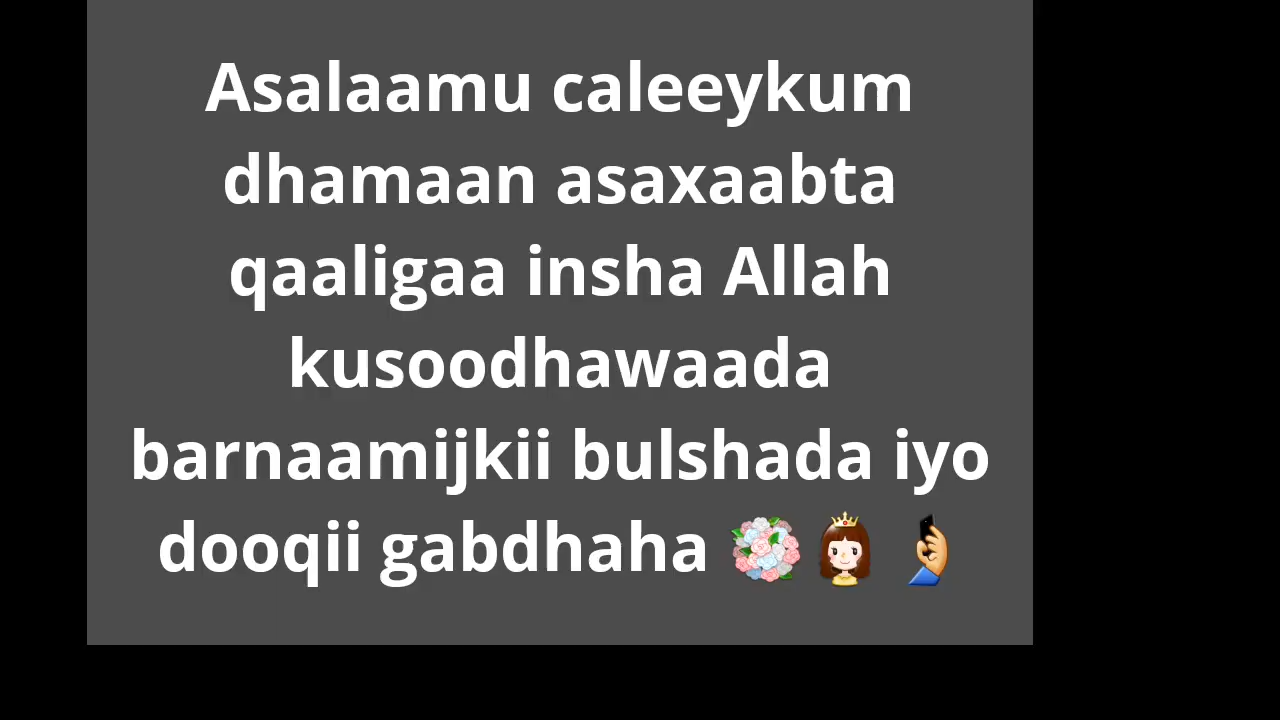 Asalaamu caleeykum
dhamaan asaxaabta
qaaligaa insha Allah
kusoodhawaada
barnaamijkii bulshada iyo
dooqii gabdhaha 💐👸🤳